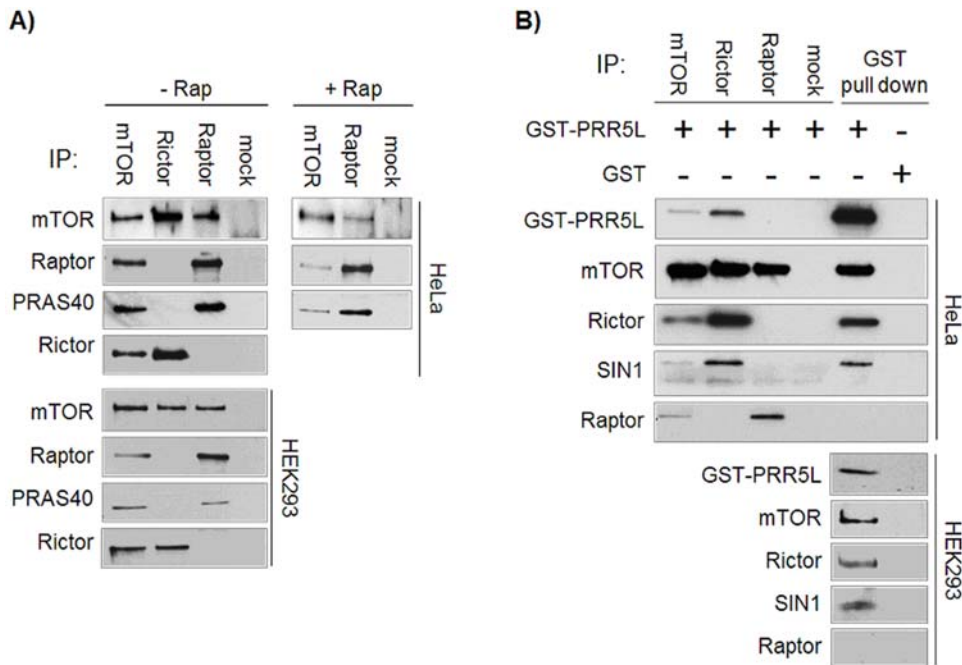 A)
- Rap
+ Rap
IP:
mTOR
Rictor
Raptor
mock
mTOR
Raptor
mock
mTOR
Raptor
PRAS40
Rictor
HeLa
mTOR
Raptor
PRAS40
Rictor
HEK293
B)
IP:
mTOR
Rictor
Raptor
mock
GST
pull down
GST-PRR5L + + + + + -
GST - - - - - +
GST-PRR5L
mTOR
Rictor
SIN1
Raptor
HeLa
GST-PRR5L
mTOR
Rictor
SIN1
Raptor
HEK293